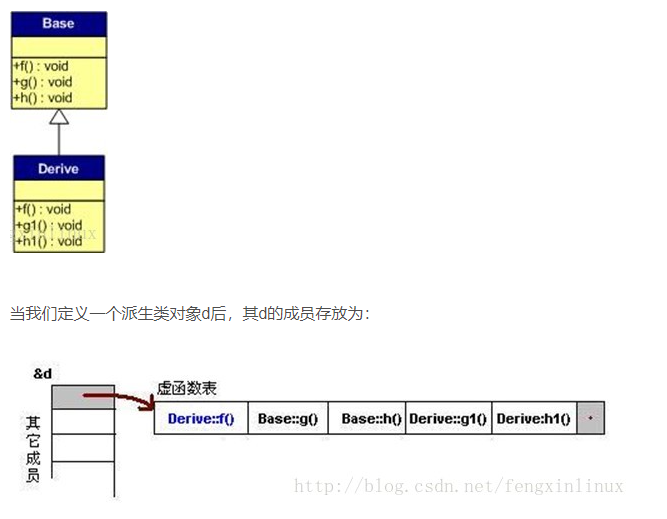 Base
+f() : void
+g() : void
+h() : void
Derive
+f() : void
+g1() : void
+h1() : void
当我们定义一个派生类对象d后，其d的成员存放为：
&d
虚函数表
Derive::f() Base::g() Base::h() Derive::g1() Derive:h1()
其它成员
http://blog.csdn.net/fengxinlinux